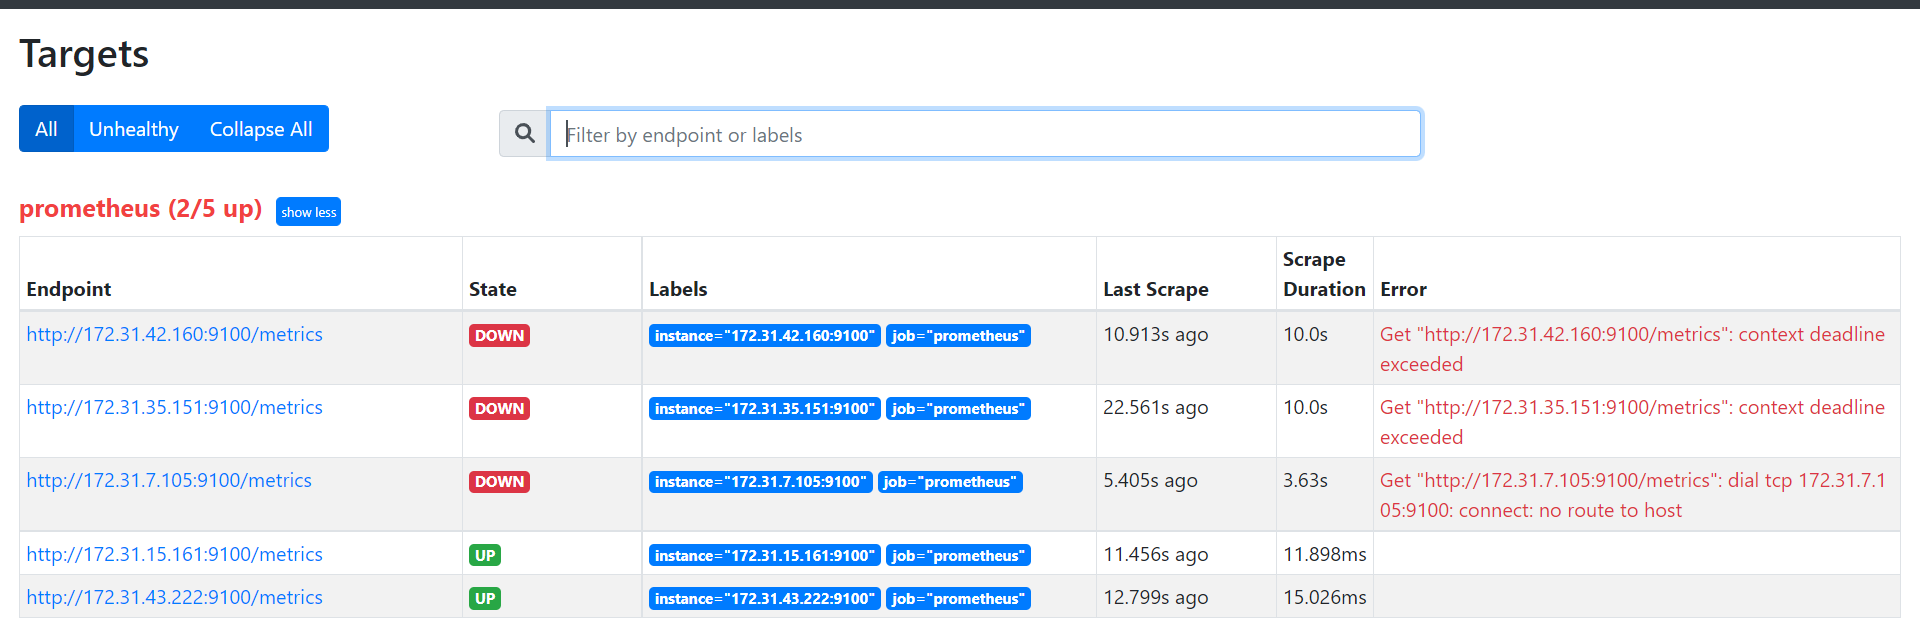 Targets
All Unhealthy Collapse All
Filter by endpoint or labels
prometheus (2/5 up) show less
Endpoint State Labels Last Scrape Scrape Duration Error
http://172.31.42.160:9100/metrics DOWN instance="172.31.42.160:9100" job="prometheus" 10.913s ago 10.0s Get "http://172.31.42.160:9100/metrics": context deadline
exceeded
http://172.31.35.151:9100/metrics DOWN instance="172.31.35.151:9100" job="prometheus" 22.561s ago 10.0s Get "http://172.31.35.151:9100/metrics": context deadline
exceeded
http://172.31.7.105:9100/metrics DOWN instance="172.31.7.105:9100" job="prometheus" 5.405s ago 3.63s Get "http://172.31.7.105:9100/metrics": dial tcp 172.31.7.1
05:9100: connect: no route to host
http://172.31.15.161:9100/metrics UP instance="172.31.15.161:9100" job="prometheus" 11.456s ago 11.898ms
http://172.31.43.222:9100/metrics UP instance="172.31.43.222:9100" job="prometheus" 12.799s ago 15.026ms